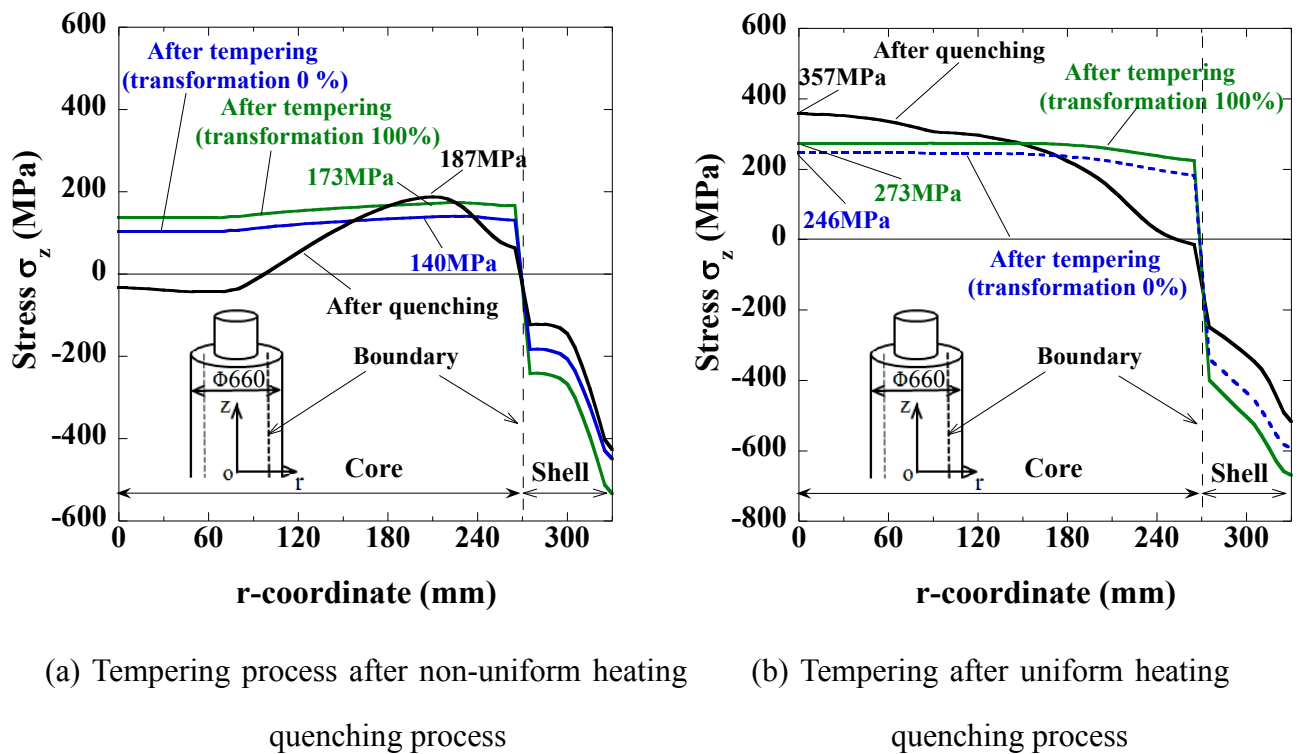 600
400
200
0
-200
-400
-600
Stress σz (MPa)
After tempering
(transformation 0 %)
After tempering
(transformation 100%)
187MPa
173MPa
140MPa
After quenching
Boundary
Φ660
z
o
r
Core
Shell
0 60 120 180 240 300
r-coordinate (mm)
(a) Tempering process after non-uniform heating
quenching process
600
400
200
0
-200
-400
-600
-800
Stress σz (MPa)
After quenching
357MPa
After tempering
(transformation 100%)
273MPa
246MPa
After tempering
(transformation 0%)
Boundary
Φ660
z
o
r
Core
Shell
0 60 120 180 240 300
r-coordinate (mm)
(b) Tempering after uniform heating
quenching process